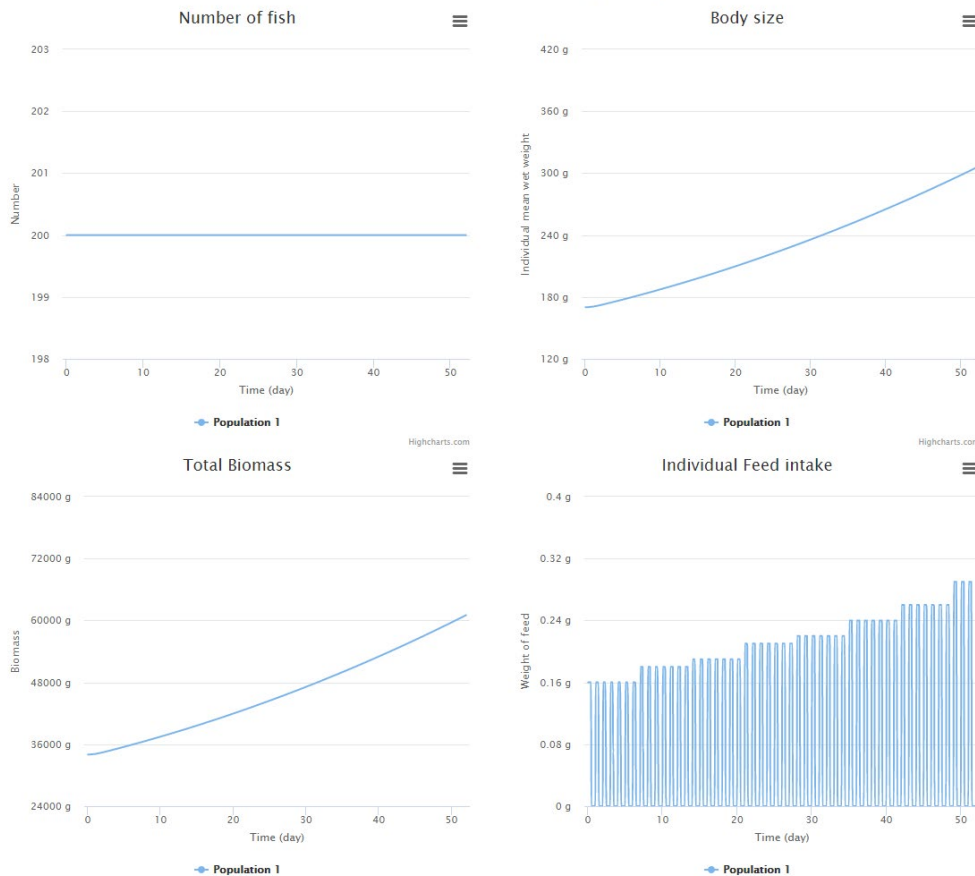 Number of fish
203
202
201
200
199
198
Number
0 10 20 30 40 50
Time (day)
Population 1
Highcharts.com
Body size
420 g
360 g
300 g
240 g
180 g
120 g
Individual mean wet weight
0 10 20 30 40 50
Time (day)
Population 1
Highcharts.com
Total Biomass
84000 g
72000 g
60000 g
48000 g
36000 g
24000 g
Biomass
0 10 20 30 40 50
Time (day)
Population 1
Individual Feed intake
0.4 g
0.32 g
0.24 g
0.16 g
0.08 g
0 g
Weight of feed
0 10 20 30 40 50
Time (day)
Population 1